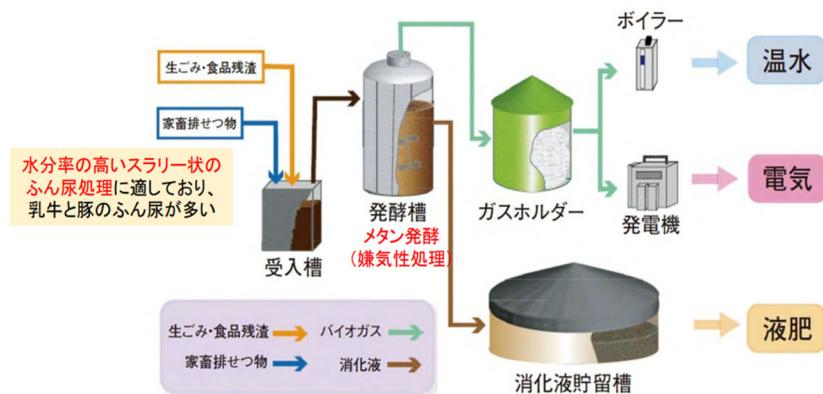 生ごみ・食品残渣
家畜排せつ物
水分率の高いスラリー状の
ふん尿処理に適しており、
乳牛と豚のふん尿が多い
受入槽
発酵槽
メタン発酵
(嫌気性処理)
ガスホルダー
ボイラー
発電機
温水
電気
液肥
消化液貯留槽
生ごみ・食品残渣
バイオガス
家畜排せつ物
消化液